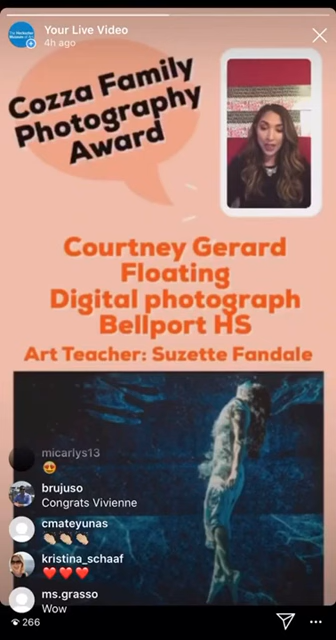 Your Live Video
4h ago
Cozza Family
Photography
Award
Courtney Gerard
Floating
Digital photograph
Bellport HS
Art Teacher: Suzette Fandale
micarlys13
😍
brujuso
Congrats Vivienne
cmateyunas
👏🏼👏🏼👏🏼
kristina_schaaf
❤️❤️❤️
ms.grasso
Wow
266